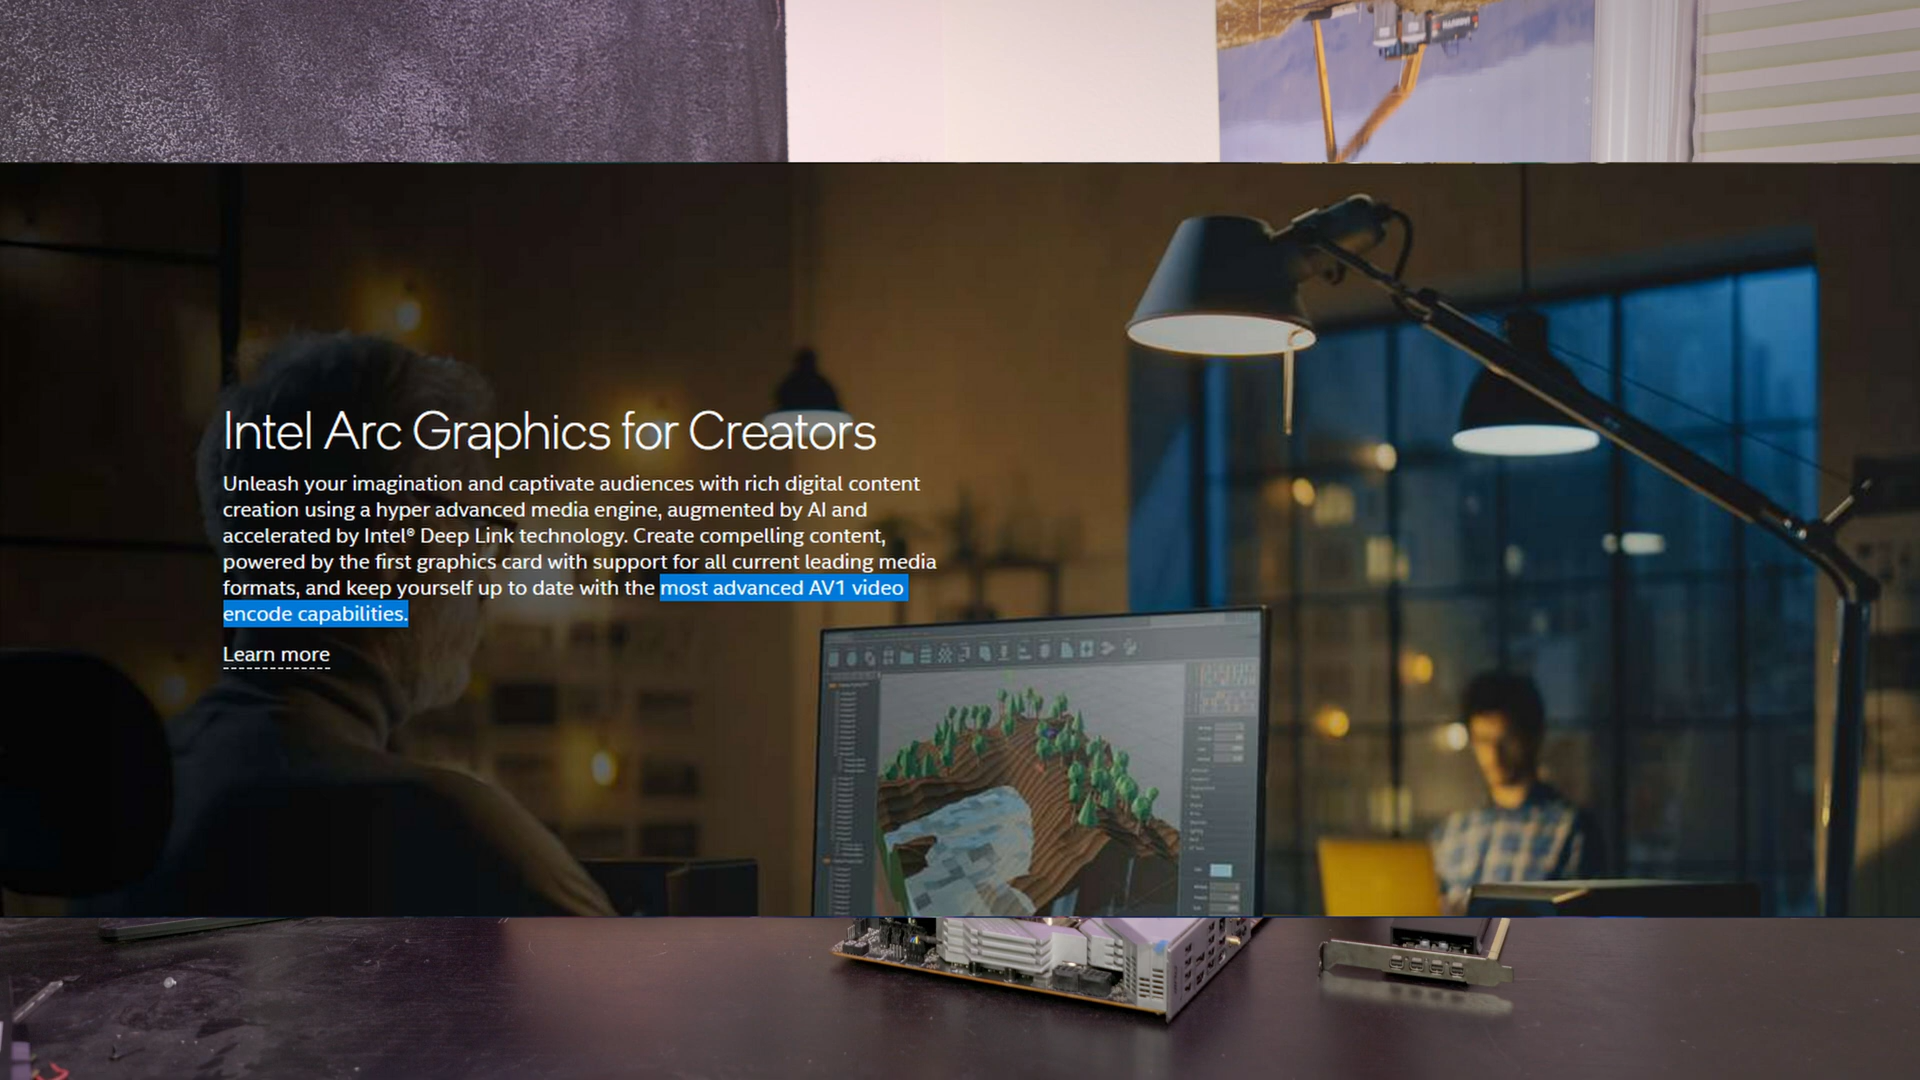 Intel Arc Graphics for Creators
Unleash your imagination and captivate audiences with rich digital content
creation using a hyper advanced media engine, augmented by AI and
accelerated by Intel® Deep Link technology. Create compelling content,
powered by the first graphics card with support for all current leading media
formats, and keep yourself up to date with the most advanced AV1 video
encode capabilities.
Learn more